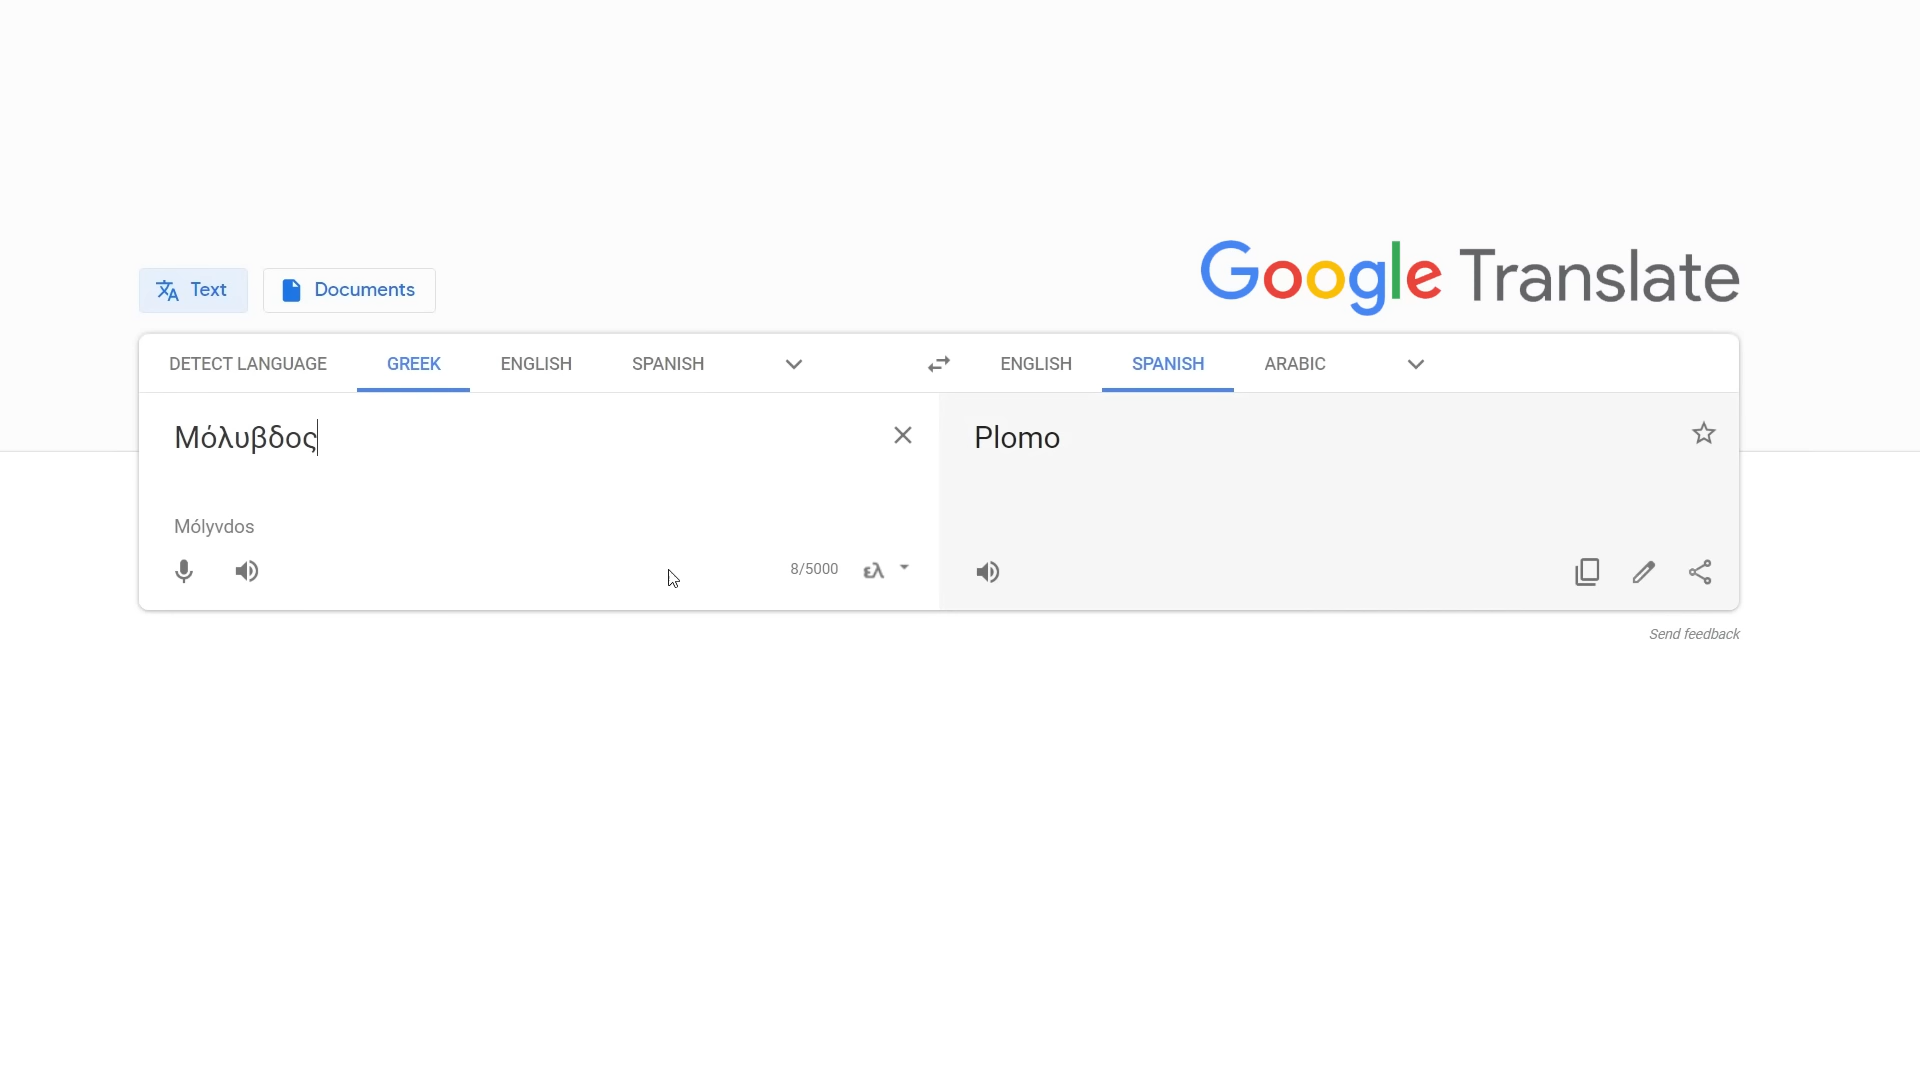 Google Translate
Text Documents
DETECT LANGUAGE GREEK ENGLISH SPANISH ENGLISH SPANISH ARABIC
Μόλυβδος
Plomo
Mólyvdos
8/5000 ελ
Send feedback